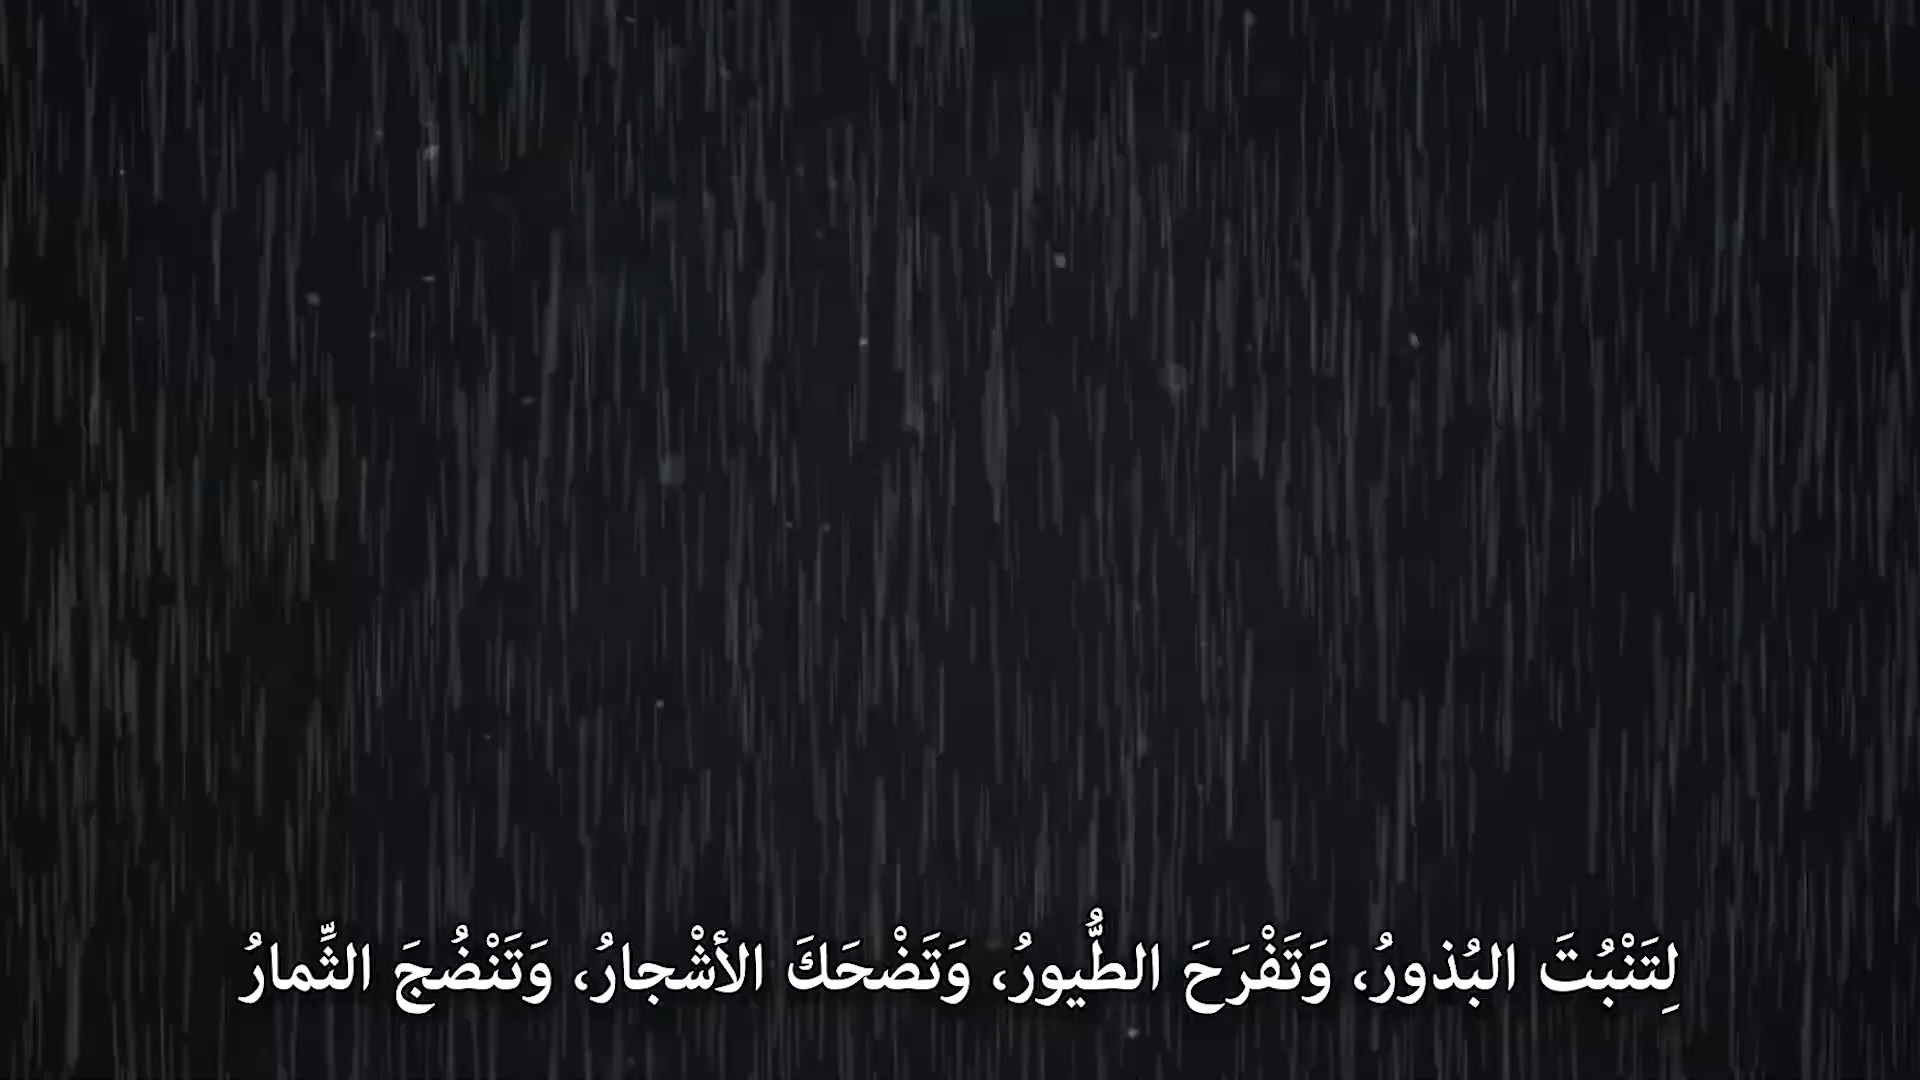 لِتَنْبُتَ البُذورُ، وَتَفْرَحَ الطُّيورُ، وَتَضْحَكَ الأشْجارُ، وَتَنْضُجَ الثِّمارُ